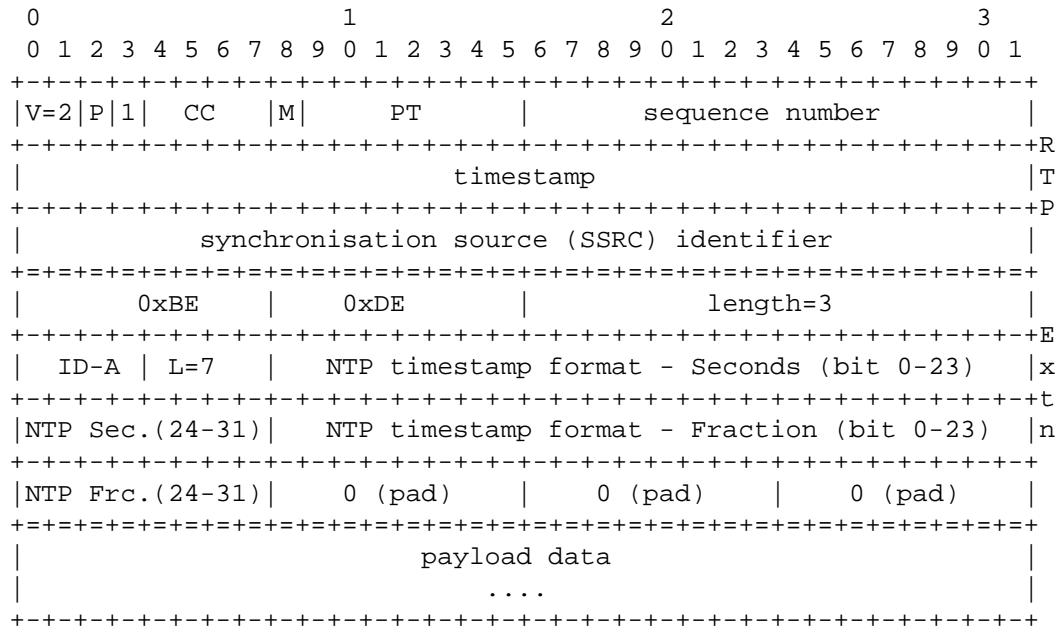 0                   1                   2                   3
 0 1 2 3 4 5 6 7 8 9 0 1 2 3 4 5 6 7 8 9 0 1 2 3 4 5 6 7 8 9 0 1
+-+-+-+-+-+-+-+-+-+-+-+-+-+-+-+-+-+-+-+-+-+-+-+-+-+-+-+-+-+-+-+-+
|V=2|P|1|  CC   |M|     PT      |       sequence number         |
+-+-+-+-+-+-+-+-+-+-+-+-+-+-+-+-+-+-+-+-+-+-+-+-+-+-+-+-+-+-+-+-+R
|                           timestamp                           |T
+-+-+-+-+-+-+-+-+-+-+-+-+-+-+-+-+-+-+-+-+-+-+-+-+-+-+-+-+-+-+-+-+P
|           synchronisation source (SSRC) identifier            |
+=+=+=+=+=+=+=+=+=+=+=+=+=+=+=+=+=+=+=+=+=+=+=+=+=+=+=+=+=+=+=+=+
|       0xBE    |    0xDE       |           length=3            |
+-+-+-+-+-+-+-+-+-+-+-+-+-+-+-+-+-+-+-+-+-+-+-+-+-+-+-+-+-+-+-+-+E
|  ID-A | L=7   |   NTP timestamp format - Seconds (bit 0-23)   |x
+-+-+-+-+-+-+-+-+-+-+-+-+-+-+-+-+-+-+-+-+-+-+-+-+-+-+-+-+-+-+-+-+t
|NTP Sec.(24-31)|   NTP timestamp format - Fraction (bit 0-23)  |n
+-+-+-+-+-+-+-+-+-+-+-+-+-+-+-+-+-+-+-+-+-+-+-+-+-+-+-+-+-+-+-+-+
|NTP Frc.(24-31)|    0 (pad)    |    0 (pad)    |    0 (pad)    |
+=+=+=+=+=+=+=+=+=+=+=+=+=+=+=+=+=+=+=+=+=+=+=+=+=+=+=+=+=+=+=+=+
|                         payload data                          |
|                             ....                              |
+-+-+-+-+-+-+-+-+-+-+-+-+-+-+-+-+-+-+-+-+-+-+-+-+-+-+-+-+-+-+-+-+